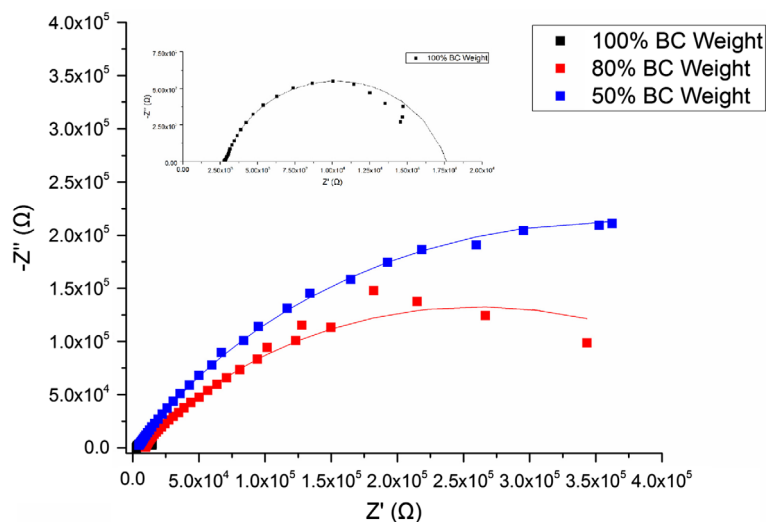 4.0x10⁵
3.5x10⁵
3.0x10⁵
2.5x10⁵
2.0x10⁵
1.5x10⁵
1.0x10⁵
5.0x10⁴
0.0
-Z'' (Ω)
100% BC Weight
80% BC Weight
50% BC Weight
100% BC Weight
-Z'' (Ω)
0.00
0.00
Z' (Ω)
0.0 5.0x10⁴ 1.0x10⁵ 1.5x10⁵ 2.0x10⁵ 2.5x10⁵ 3.0x10⁵ 3.5x10⁵ 4.0x10⁵
Z' (Ω)